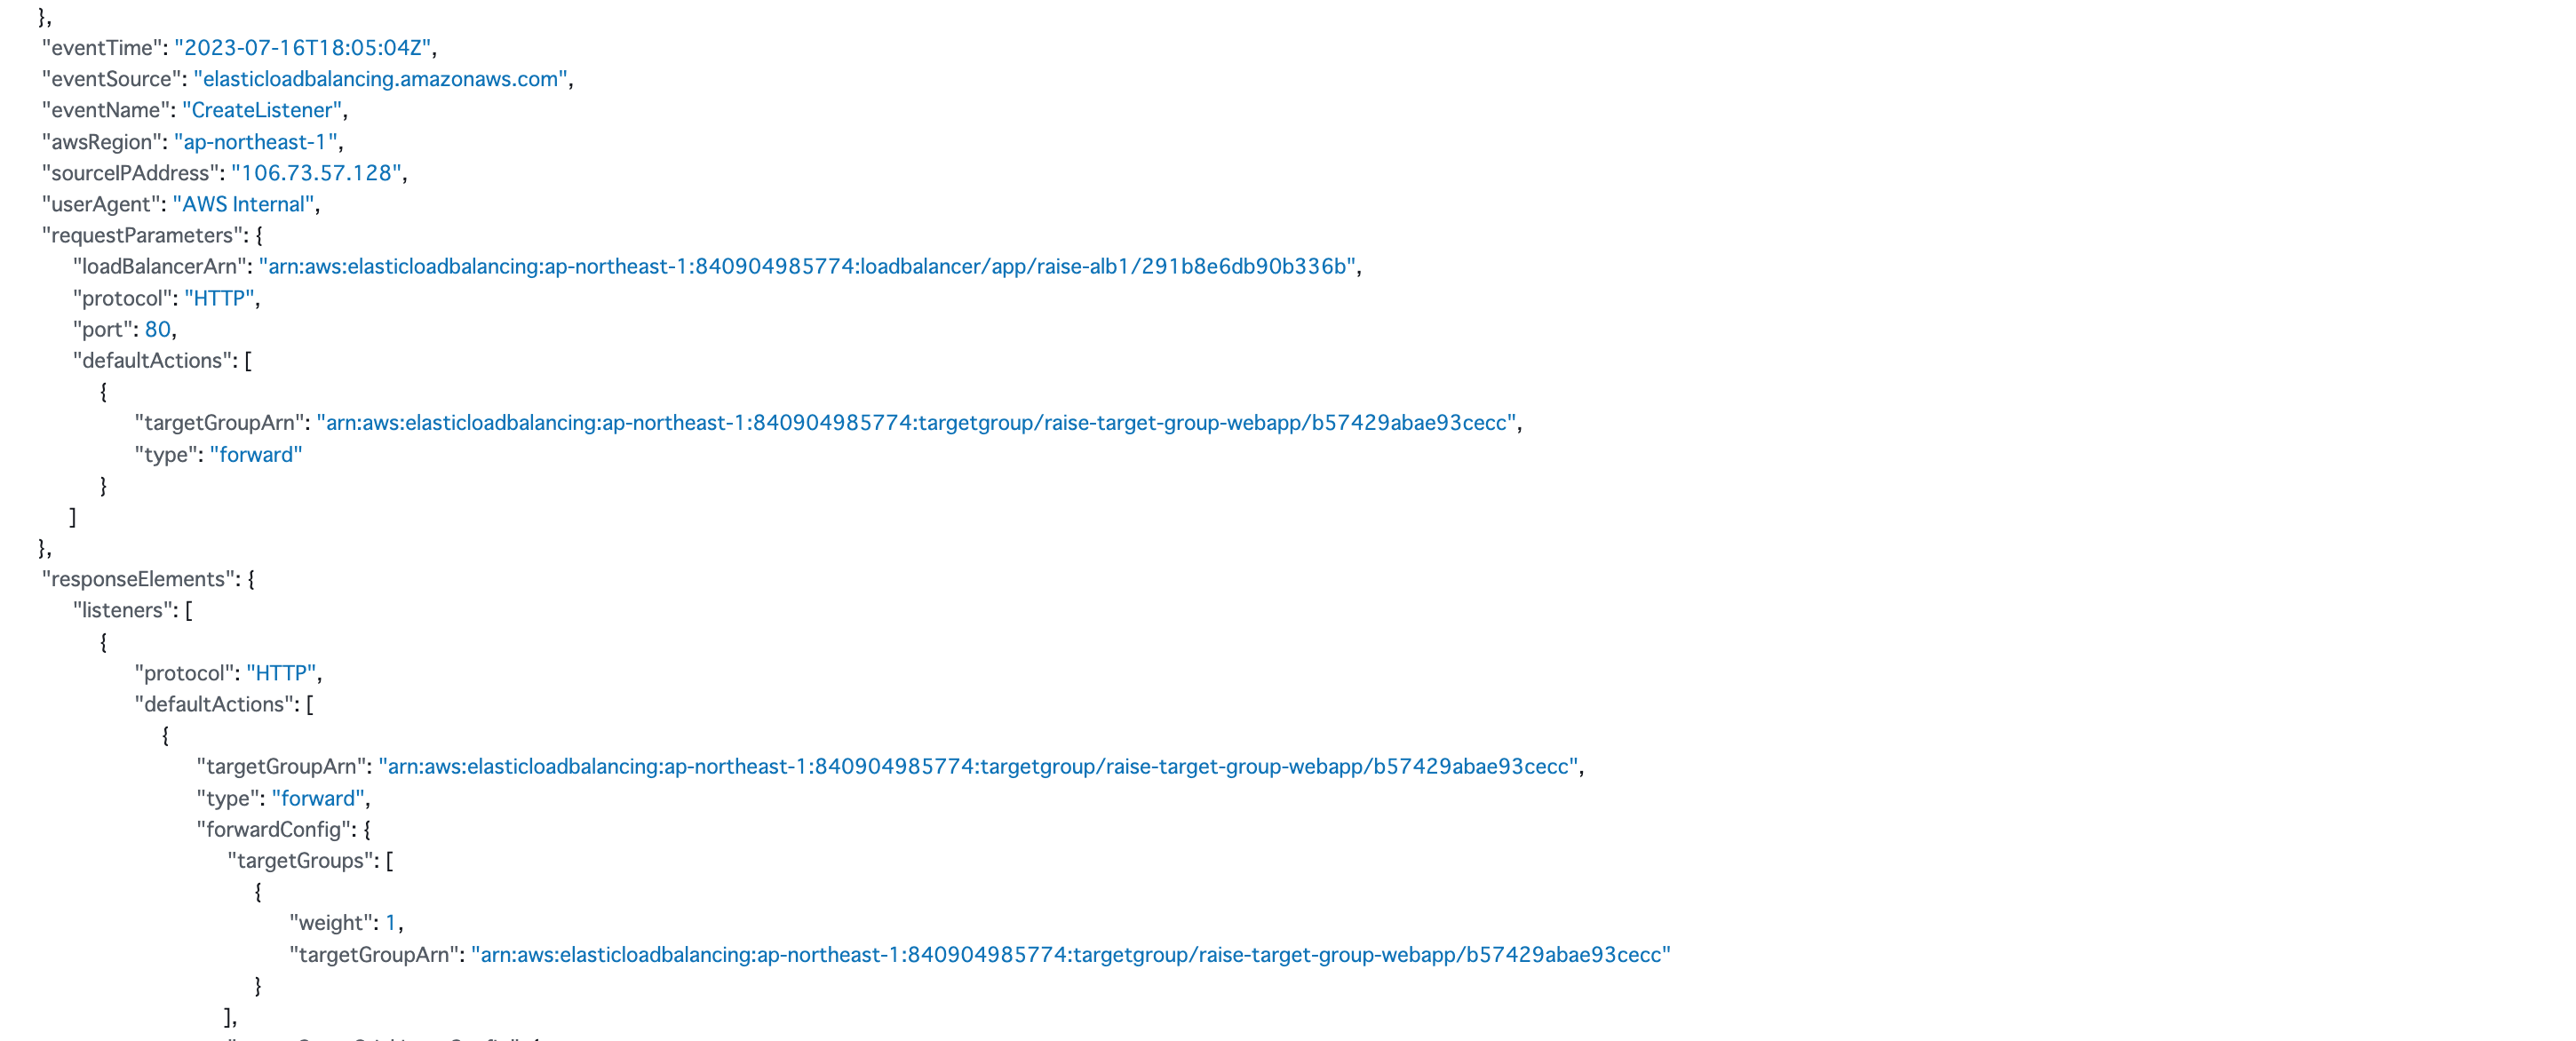 },
"eventTime": "2023-07-16T18:05:04Z",
"eventSource": "elasticloadbalancing.amazonaws.com",
"eventName": "CreateListener",
"awsRegion": "ap-northeast-1",
"sourceIPAddress": "106.73.57.128",
"userAgent": "AWS Internal",
"requestParameters": {
"loadBalancerArn": "arn:aws:elasticloadbalancing:ap-northeast-1:840904985774:loadbalancer/app/raise-alb1/291b8e6db90b336b",
"protocol": "HTTP",
"port": 80,
"defaultActions": [
{
"targetGroupArn": "arn:aws:elasticloadbalancing:ap-northeast-1:840904985774:targetgroup/raise-target-group-webapp/b57429abae93cecc",
"type": "forward"
}
]
},
"responseElements": {
"listeners": [
{
"protocol": "HTTP",
"defaultActions": [
{
"targetGroupArn": "arn:aws:elasticloadbalancing:ap-northeast-1:840904985774:targetgroup/raise-target-group-webapp/b57429abae93cecc",
"type": "forward",
"forwardConfig": {
"targetGroups": [
{
"weight": 1,
"targetGroupArn": "arn:aws:elasticloadbalancing:ap-northeast-1:840904985774:targetgroup/raise-target-group-webapp/b57429abae93cecc"
}
],